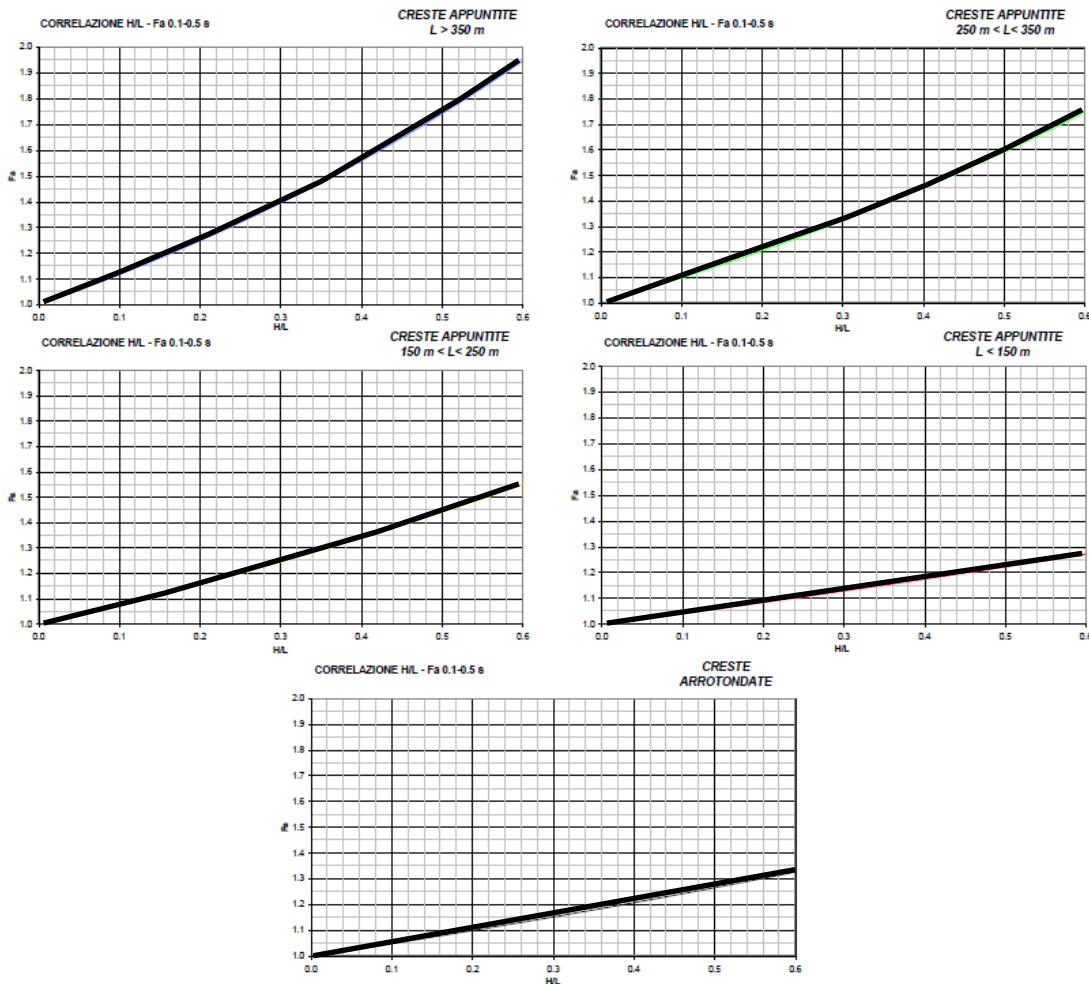 CORRELAZIONE H/L - Fa 0.1-0.5 s
CRESTE APPUNTITE
L > 350 m
2.0
1.9
1.8
1.7
1.6
1.5
1.4
1.3
1.2
1.1
1.0
Fa
0.0 0.1 0.2 0.3 0.4 0.5 0.6
H/L
CORRELAZIONE H/L - Fa 0.1-0.5 s
CRESTE APPUNTITE
250 m < L< 350 m
2.0
1.9
1.8
1.7
1.6
1.5
1.4
1.3
1.2
1.1
1.0
Fa
0.0 0.1 0.2 0.3 0.4 0.5 0.6
H/L
CORRELAZIONE H/L - Fa 0.1-0.5 s
CRESTE APPUNTITE
150 m < L< 250 m
2.0
1.9
1.8
1.7
1.6
1.5
1.4
1.3
1.2
1.1
1.0
Fa
0.0 0.1 0.2 0.3 0.4 0.5 0.6
H/L
CORRELAZIONE H/L - Fa 0.1-0.5 s
CRESTE APPUNTITE
L < 150 m
2.0
1.9
1.8
1.7
1.6
1.5
1.4
1.3
1.2
1.1
1.0
Fa
0.0 0.1 0.2 0.3 0.4 0.5 0.6
H/L
CORRELAZIONE H/L - Fa 0.1-0.5 s
CRESTE
ARROTONDATE
2.0
1.9
1.8
1.7
1.6
1.5
1.4
1.3
1.2
1.1
1.0
Fa
0.0 0.1 0.2 0.3 0.4 0.5 0.6
H/L